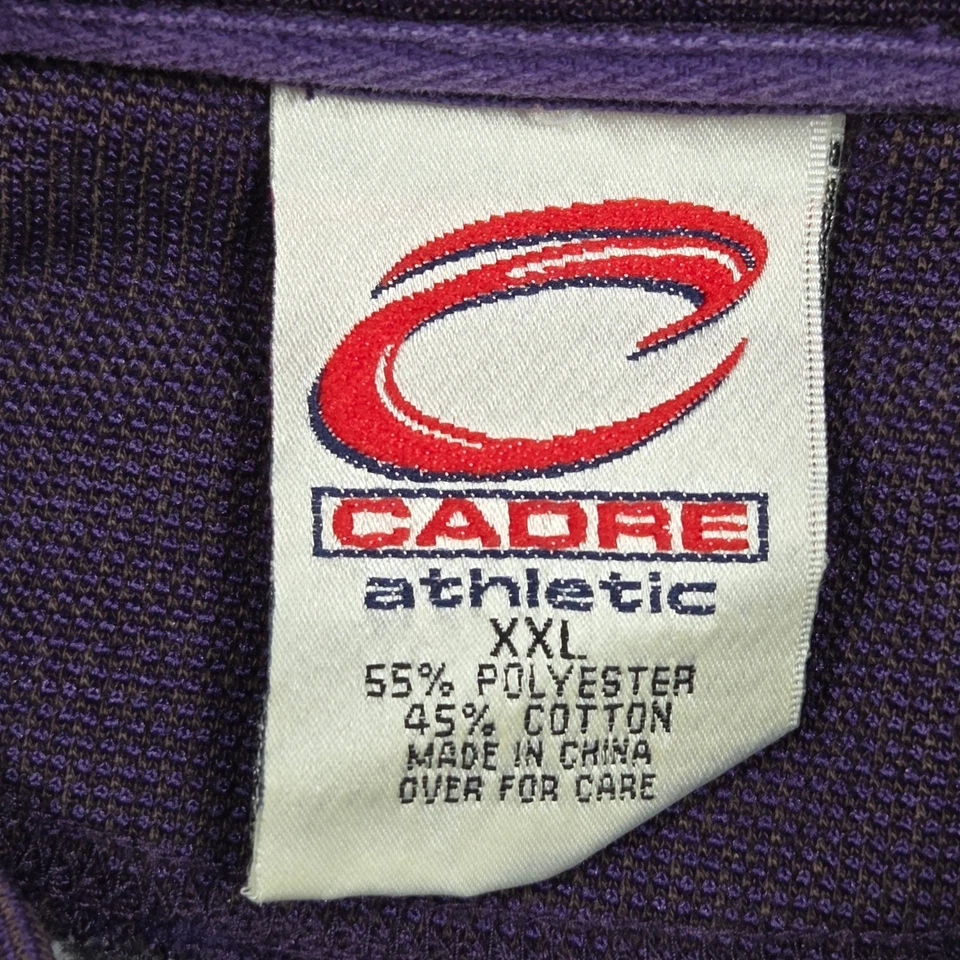 CADRE
athletic
XXL
55% POLYESTER
45% COTTON
MADE IN CHINA
OVER FOR CARE